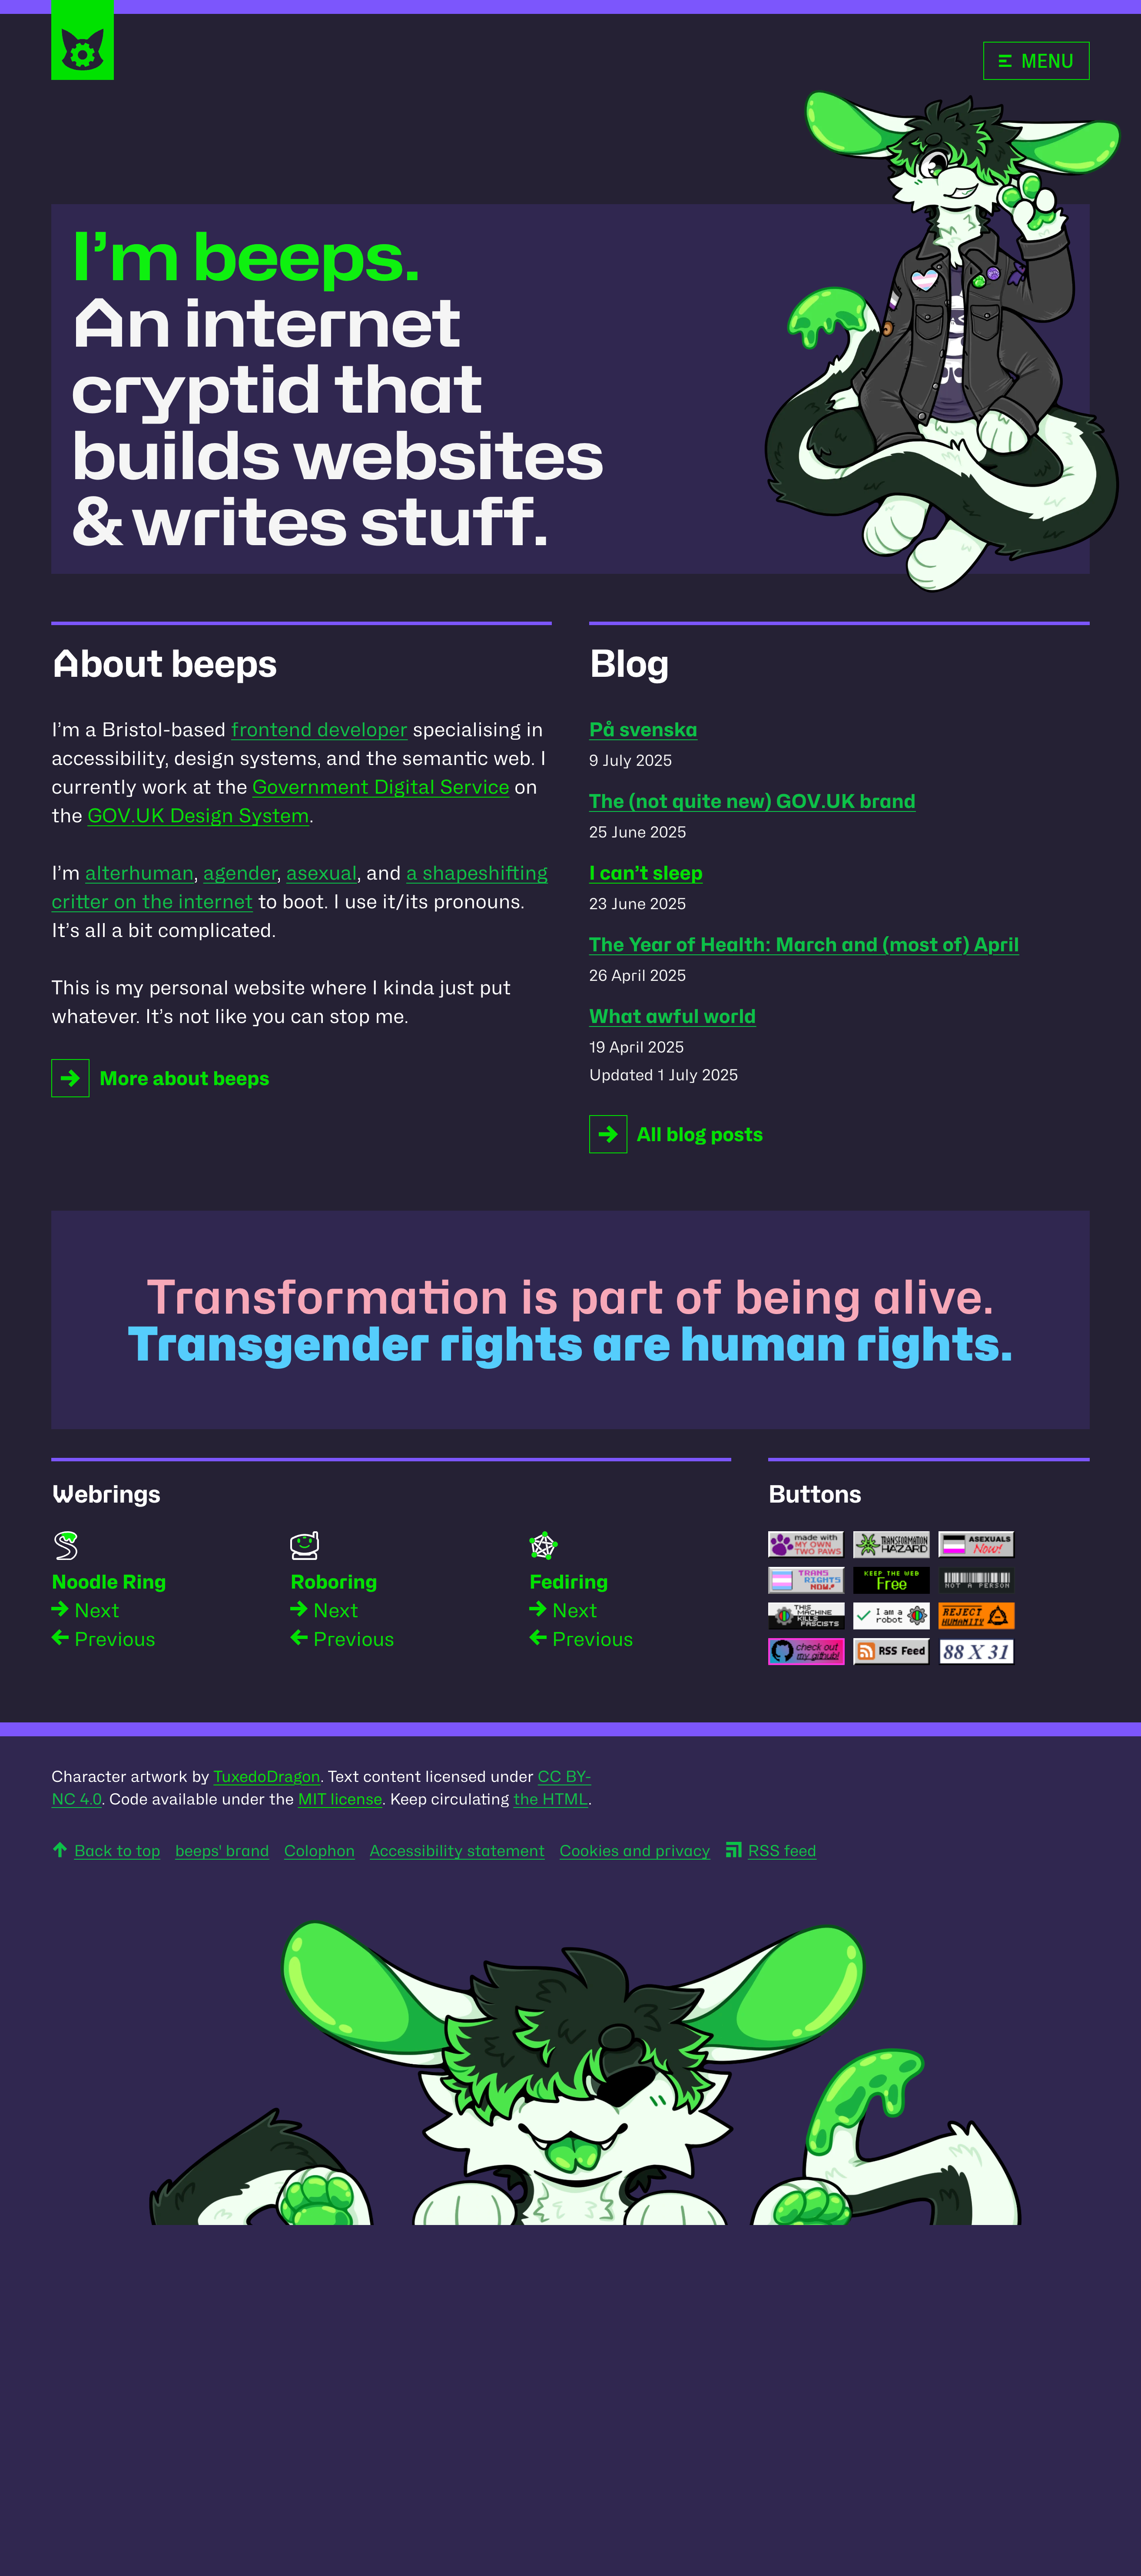 MENU
I'm beeps.
An internet
cryptid that
builds websites
& writes stuff.
About beeps
I'm a Bristol-based frontend developer specialising in
accessibility, design systems, and the semantic web. I
currently work at the Government Digital Service on
the GOV.UK Design System.
I'm alterhuman, agender, asexual, and a shapeshifting
critter on the internet to boot. I use it/its pronouns.
It's all a bit complicated.
This is my personal website where I kinda just put
whatever. It's not like you can stop me.
More about beeps
Blog
På svenska
9 July 2025
The (not quite new) GOV.UK brand
25 June 2025
I can't sleep
23 June 2025
The Year of Health: March and (most of) April
26 April 2025
What awful world
19 April 2025
Updated 1 July 2025
All blog posts
Transformation is part of being alive.
Transgender rights are human rights.
Webrings
Noodle Ring
Next
Previous
Roboring
Next
Previous
Fediring
Next
Previous
Buttons
made with
MY OWN
TWO PAWS
TRANSFORMATION
HAZARD
ASEXUALS
Now!
TRANS
RIGHTS
NOW!
KEEP THE WEB
Free
NOT A PERSON
THIS
MACHINE
KILLS
FASCISTS
I am a
robot
REJECT
HUMANITY
check out
my github!
RSS Feed
88 X 31
Character artwork by TuxedoDragon. Text content licensed under CC BY-
NC 4.0. Code available under the MIT license. Keep circulating the HTML.
Back to top beeps' brand Colophon Accessibility statement Cookies and privacy RSS feed